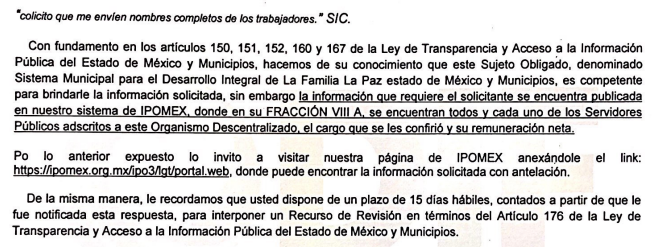 "colicito que me envíen nombres completos de los trabajadores." SIC.
Con fundamento en los artículos 150, 151, 152, 160 y 167 de la Ley de Transparencia y Acceso a la Información
Pública del Estado de México y Municipios, hacemos de su conocimiento que este Sujeto Obligado, denominado
Sistema Municipal para el Desarrollo Integral de La Familia La Paz estado de México y Municipios, es competente
para brindarle la información solicitada, sin embargo la información que requiere el solicitante se encuentra publicada
en nuestro sistema de IPOMEX, donde en su FRACCIÓN VIII A, se encuentran todos y cada uno de los Servidores
Públicos adscritos a este Organismo Descentralizado, el cargo que se les confirió y su remuneración neta.
Po lo anterior expuesto lo invito a visitar nuestra página de IPOMEX anexándole el link:
https://ipomex.org.mx/ipo3/lgt/portal.web, donde puede encontrar la información solicitada con antelación.
De la misma manera, le recordamos que usted dispone de un plazo de 15 días hábiles, contados a partir de que le
fue notificada esta respuesta, para interponer un Recurso de Revisión en términos del Artículo 176 de la Ley de
Transparencia y Acceso a la Información Pública del Estado de México y Municipios.